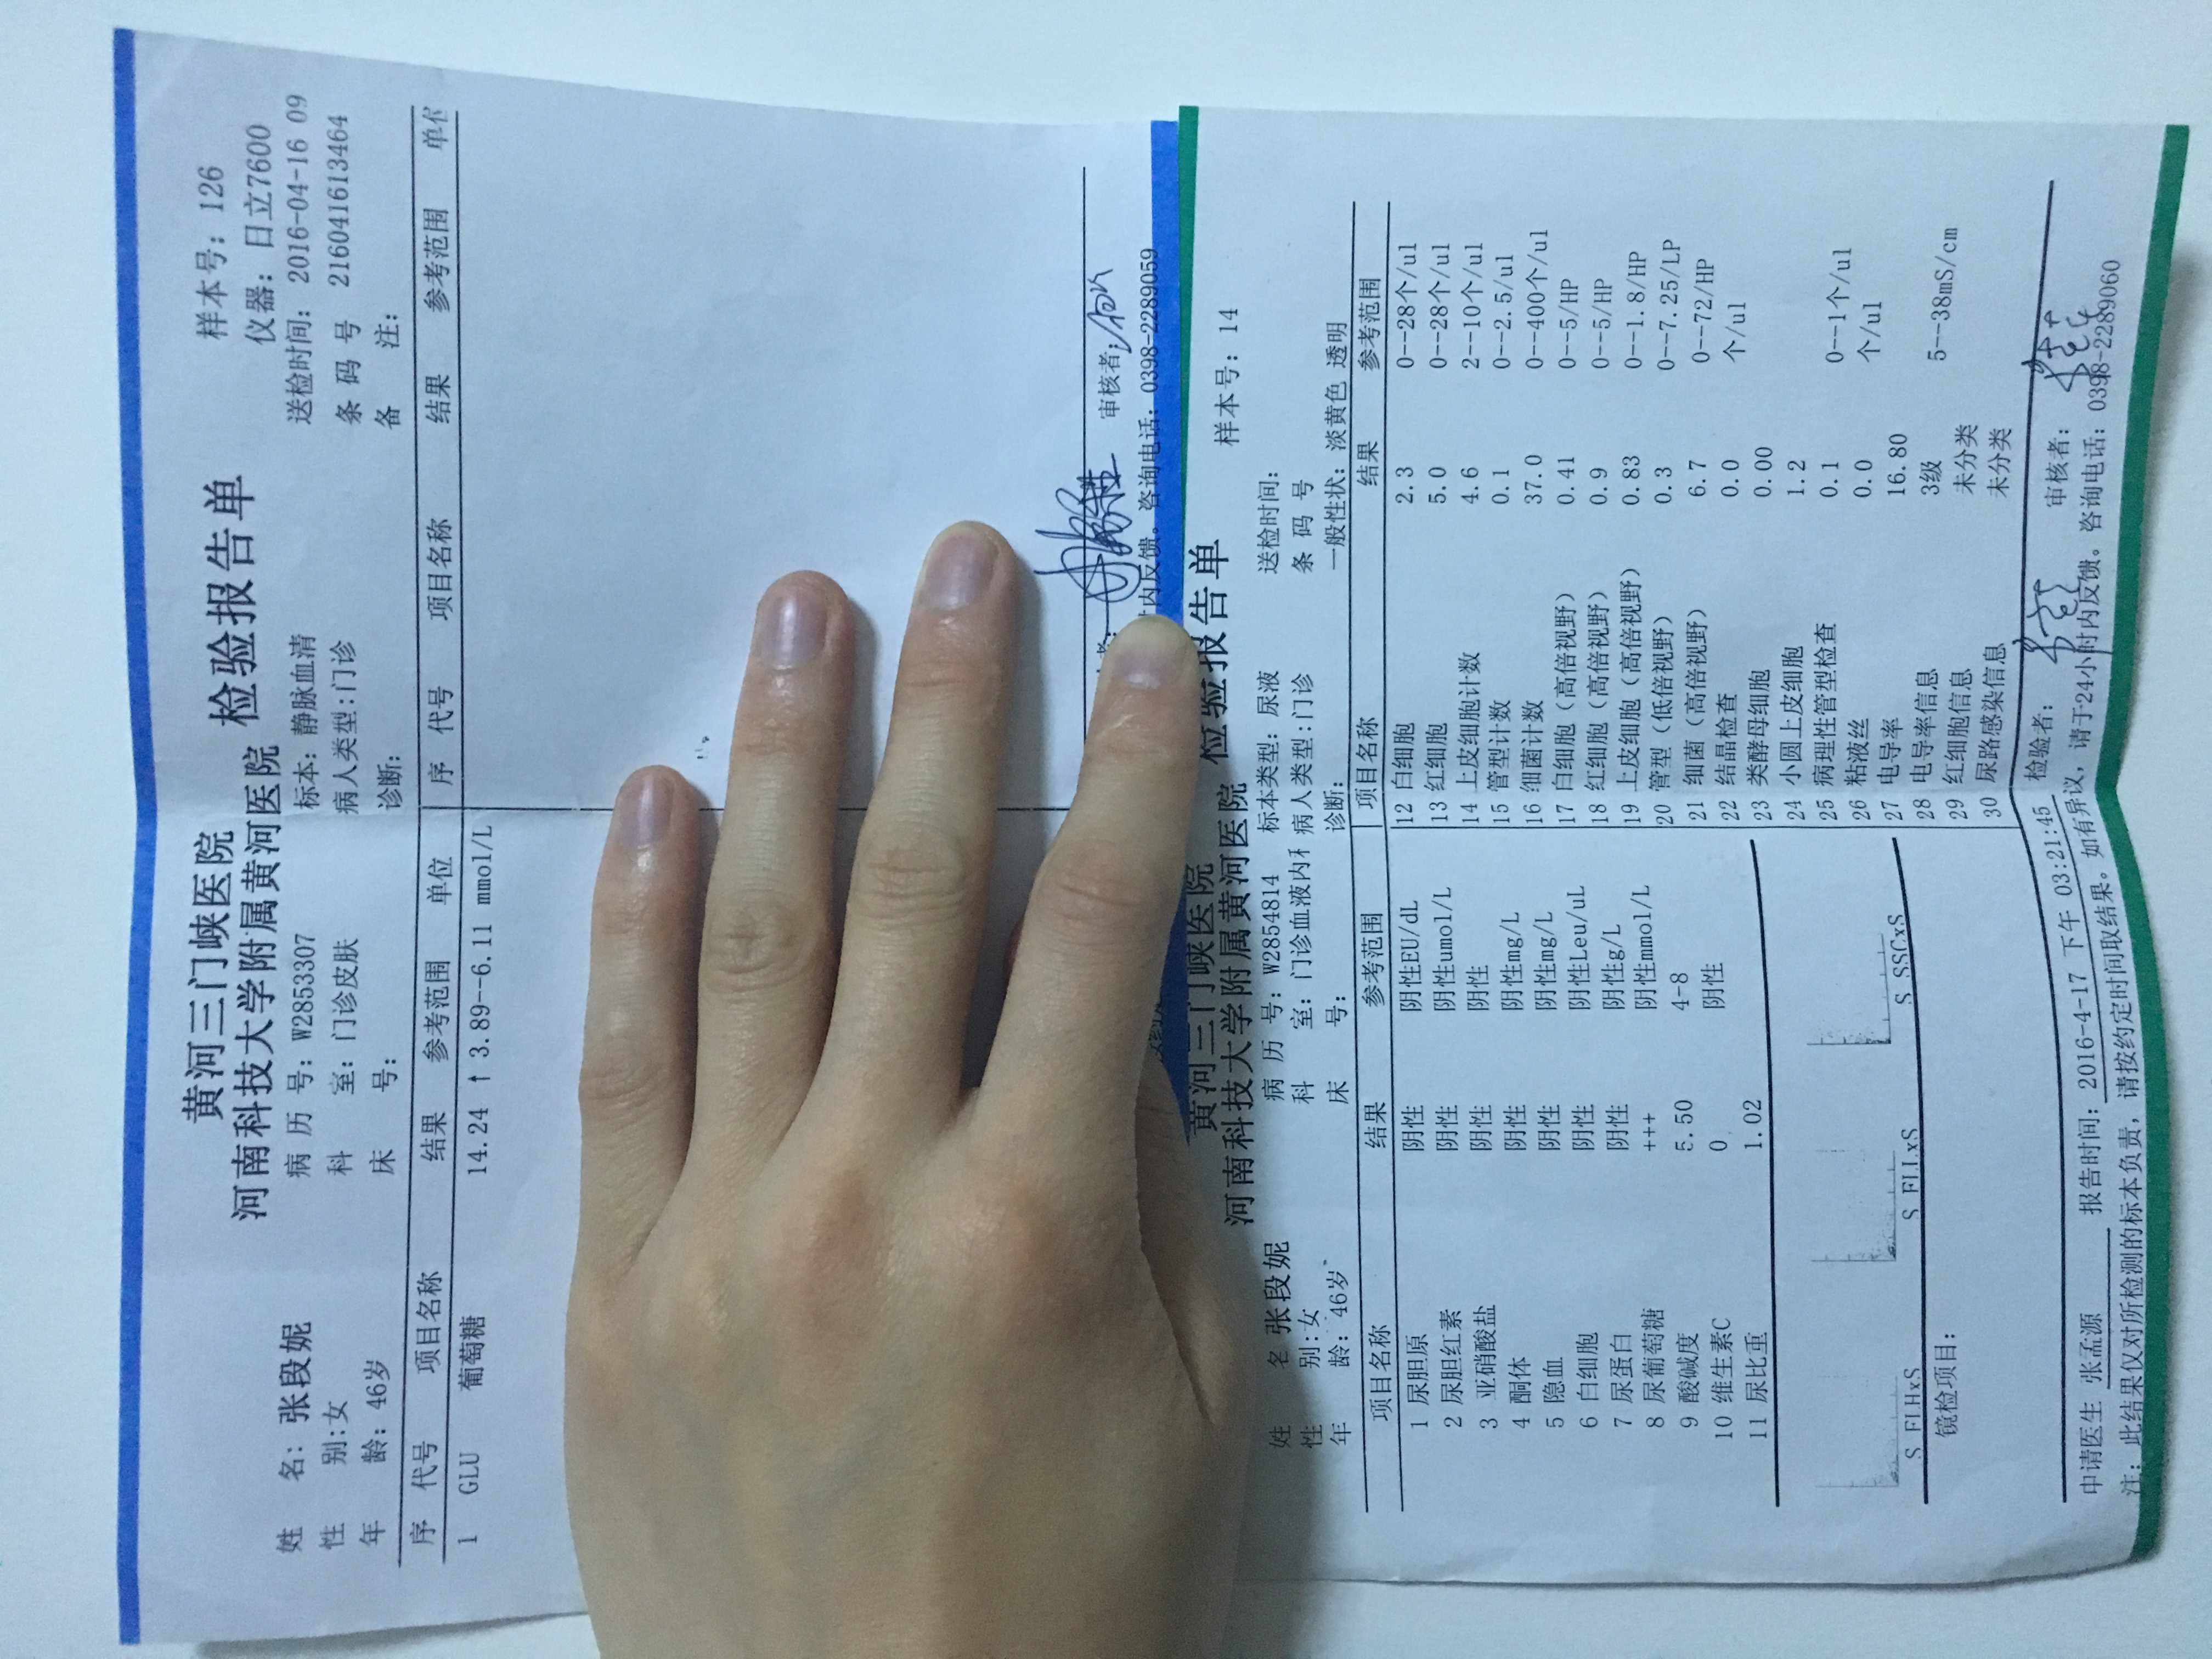 黄河三门峡医院
河南科技大学附属黄河医院 检验报告单 样本号：126
仪器：日立7600
姓 名：张段妮 病 历 号：W2853307 标本：静脉血清 送检时间：2016-04-16 09
性 别:女 科 室：门诊皮肤 病人类型:门诊 条 码 号 216041613464
年 龄：46岁 床 号： 诊断： 备 注：
序 代号 项目名称 结果 参考范围 单位 序 代号 项目名称 结果 参考范围
1 GLU 葡萄糖 14.24 ↑ 3.89--6.11 mmol/L
者： 审核者：
内反馈。咨询电话：0398-2289059
黄河三门峡医院
河南科技大学附属黄河医院 检验报告单 样本号：14
姓 名 张段妮 病 历 号：W2854814 标本类型：尿液 送检时间：
性 别:女 科 室：门诊血液内科 病人类型:门诊 条 码 号
年 龄：46岁 床 号： 诊断： 一般性状：淡黄色 透明
项目名称 结果 参考范围 项目名称 结果 参考范围
1 尿胆原 阴性 阴性EU/dL 12 白细胞 2.3 0--28个/ul
2 尿胆红素 阴性 阴性umol/L 13 红细胞 5.0 0--28个/ul
3 亚硝酸盐 阴性 阴性 14 上皮细胞计数 4.6 2--10个/ul
4 酮体 阴性 阴性mg/L 15 管型计数 0.1 0--2.5/ul
5 隐血 阴性 阴性mg/L 16 细菌计数 37.0 0--400个/ul
6 白细胞 阴性 阴性Leu/uL 17 白细胞（高倍视野） 0.41 0--5/HP
7 尿蛋白 阴性 阴性g/L 18 红细胞（高倍视野） 0.9 0--5/HP
8 尿葡萄糖 +++ 阴性mmol/L 19 上皮细胞（高倍视野） 0.83 0--1.8/HP
9 酸碱度 5.50 4-8 20 管型（低倍视野） 0.3 0--7.25/LP
10 维生素C 0 阴性 21 细菌（高倍视野） 6.7 0--72/HP
11 尿比重 1.02 22 结晶检查 0.0 个/ul
23 类酵母细胞 0.00
24 小圆上皮细胞 1.2
25 病理性管型检查 0.1 0--1个/ul
26 粘液丝 0.0 个/ul
27 电导率 16.80
28 电导率信息 3级 5--38mS/cm
29 红细胞信息 未分类
30 尿路感染信息 未分类
S_FLHxS S_FLLxS S_SSCxS
镜检项目：
检验者： 审核者：
申请医生 张孟源 报告时间：2016-4-17 下午 03:21:45
注：此结果仅对所检测的标本负责，请按约定时间取结果。如有异议，请于24小时内反馈。咨询电话：0398-2289060